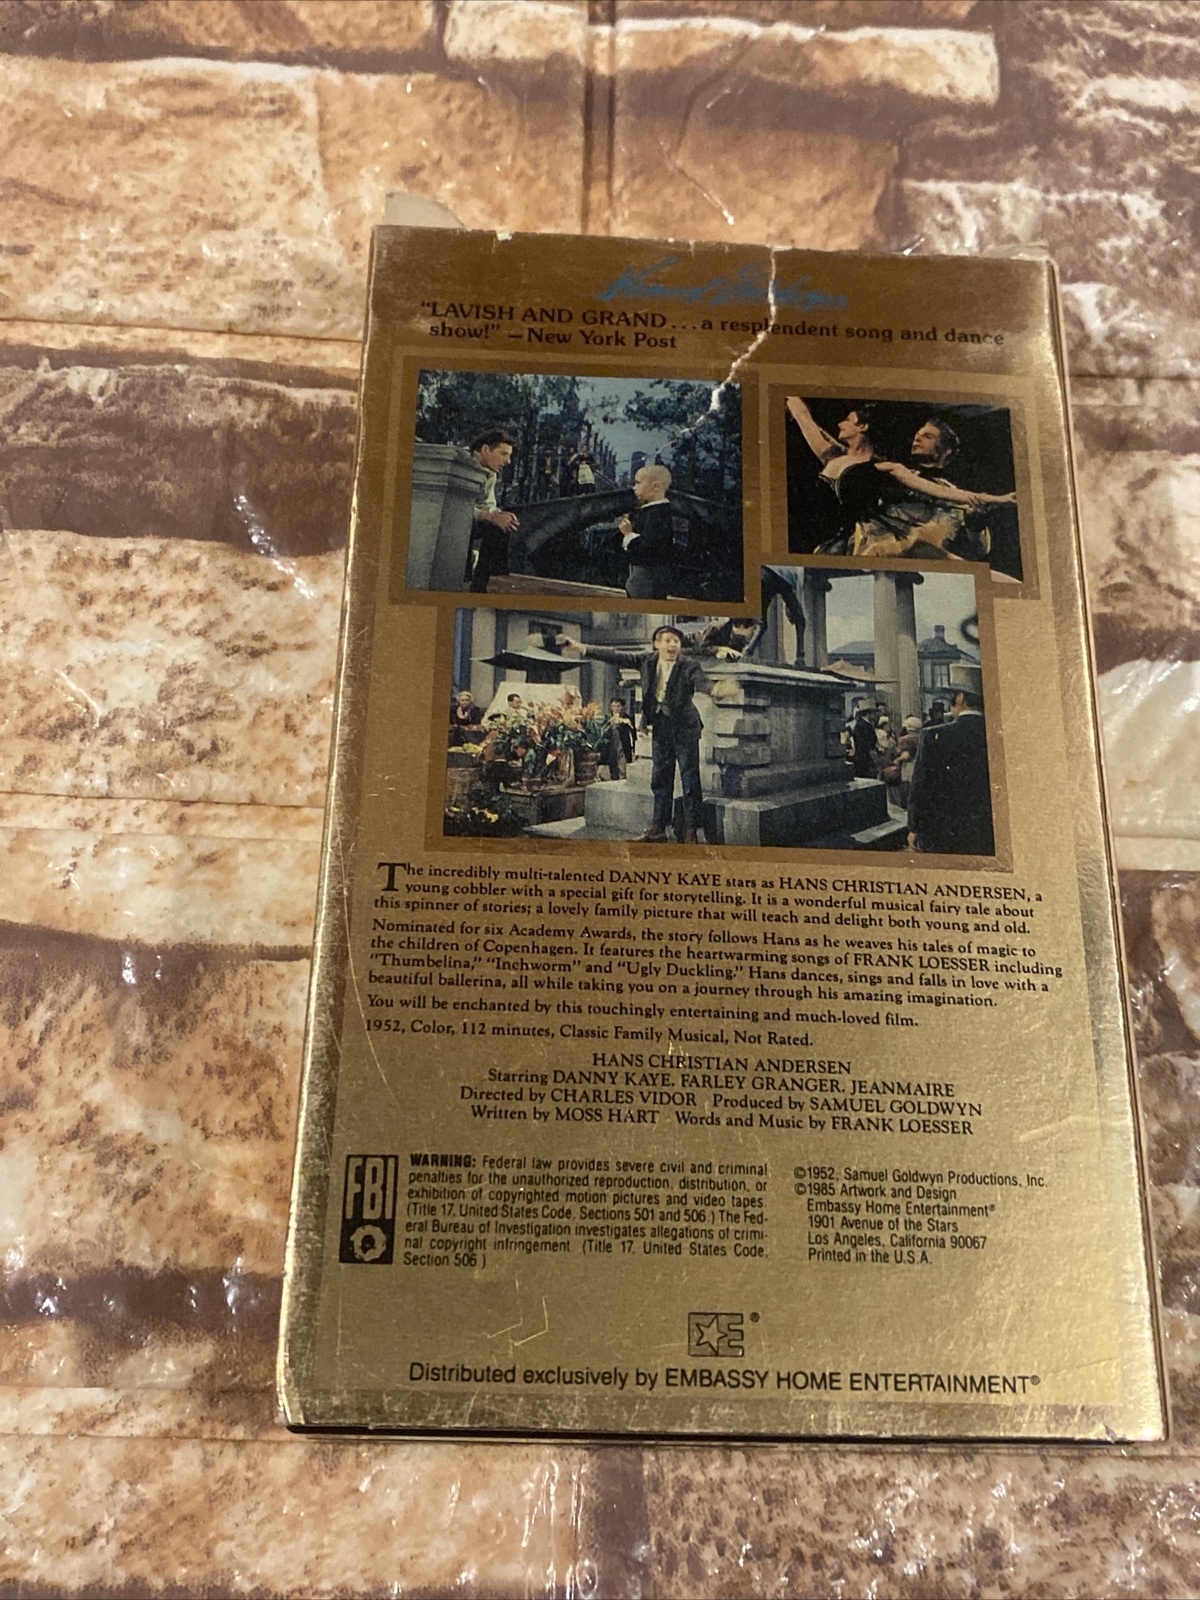 "LAVISH AND GRAND...a resplendent song and dance
show!" – New York Post
The incredibly multi-talented DANNY KAYE stars as HANS CHRISTIAN ANDERSEN, a
young cobbler with a special gift for storytelling. It is a wonderful musical fairy tale about
this spinner of stories; a lovely family picture that will teach and delight both young and old.
Nominated for six Academy Awards, the story follows Hans as he weaves his tales of magic to
the children of Copenhagen. It features the heartwarming songs of FRANK LOESSER including
"Thumbelina," "Inchworm" and "Ugly Duckling." Hans dances, sings and falls in love with a
beautiful ballerina, all while taking you on a journey through his amazing imagination.
You will be enchanted by this touchingly entertaining and much-loved film.
1952, Color, 112 minutes, Classic Family Musical, Not Rated.
HANS CHRISTIAN ANDERSEN
Starring DANNY KAYE, FARLEY GRANGER, JEANMAIRE
Directed by CHARLES VIDOR Produced by SAMUEL GOLDWYN
Written by MOSS HART Words and Music by FRANK LOESSER
FBI
WARNING: Federal law provides severe civil and criminal
penalties for the unauthorized reproduction, distribution, or
exhibition of copyrighted motion pictures and video tapes.
(Title 17, United States Code, Sections 501 and 506.) The Fed-
eral Bureau of Investigation investigates allegations of crimi-
nal copyright infringement (Title 17, United States Code,
Section 506.)
©1952, Samuel Goldwyn Productions, Inc.
©1985 Artwork and Design
Embassy Home Entertainment®
1901 Avenue of the Stars
Los Angeles, California 90067
Printed in the U.S.A.
E®
Distributed exclusively by EMBASSY HOME ENTERTAINMENT®